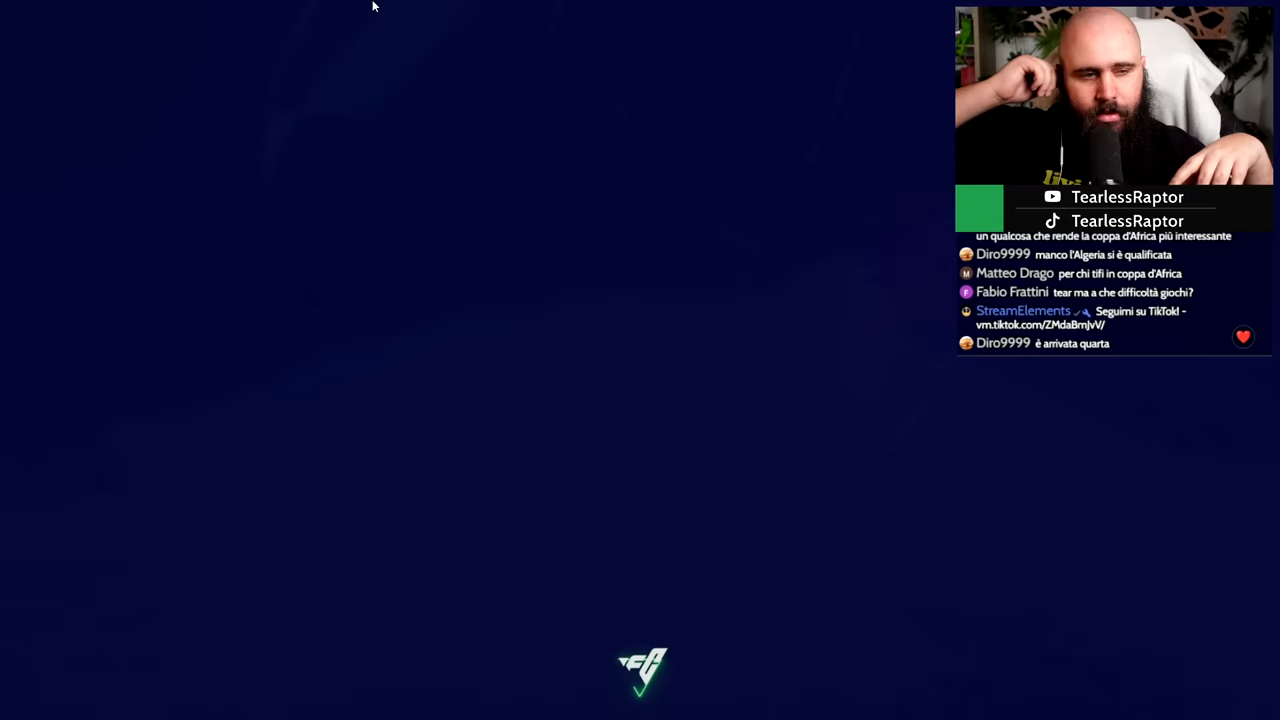 TearlessRaptor
TearlessRaptor
un qualcosa che rende la coppa d'Africa più interessante
Diro9999 manco l'Algeria si è qualificata
Matteo Drago per chi tifi in coppa d'Africa
Fabio Frattini tear ma a che difficoltà giochi?
StreamElements Seguimi su TikTok! -
vm.tiktok.com/ZMdaBmJvV/
Diro9999 è arrivata quarta